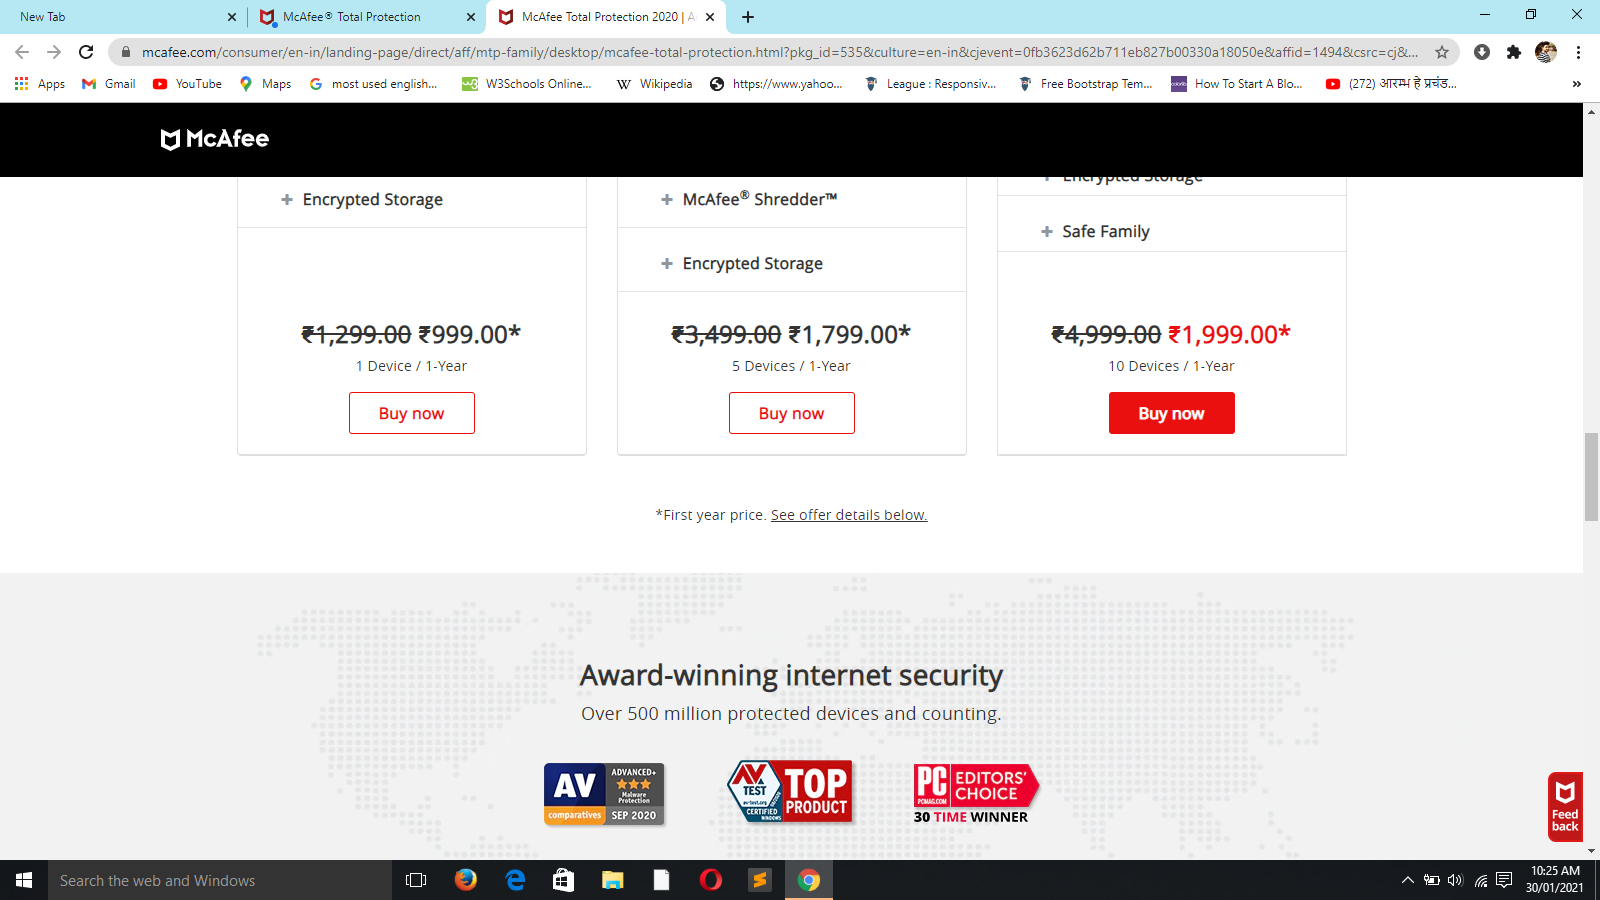 New Tab
McAfee® Total Protection
McAfee Total Protection 2020 |
mcafee.com/consumer/en-in/landing-page/direct/aff/mtp-family/desktop/mcafee-total-protection.html?pkg_id=535&culture=en-in&cjevent=0fb3623d62b711eb827b00330a18050e&affid=1494&csrc=cj&...
Apps
Gmail
YouTube
Maps
most used english...
W3Schools Online...
Wikipedia
https://www.yahoo...
League : Responsiv...
Free Bootstrap Tem...
How To Start A Blo...
(272) आरम्भ हे प्रचंड...
McAfee
Encrypted Storage
McAfee® Shredder™
Encrypted Storage
Encrypted Storage
Safe Family
₹1,299.00 ₹999.00*
1 Device / 1-Year
Buy now
₹3,499.00 ₹1,799.00*
5 Devices / 1-Year
Buy now
₹4,999.00 ₹1,999.00*
10 Devices / 1-Year
Buy now
*First year price. See offer details below.
Award-winning internet security
Over 500 million protected devices and counting.
AV
comparatives
ADVANCED+
Malware
Protection
SEP 2020
AV
TEST
av-test.org
CERTIFIED
WINDOWS
TOP
PRODUCT
PC
PCMAG.COM
EDITORS'
CHOICE
30 TIME WINNER
Feed
back
Search the web and Windows
10:25 AM
30/01/2021